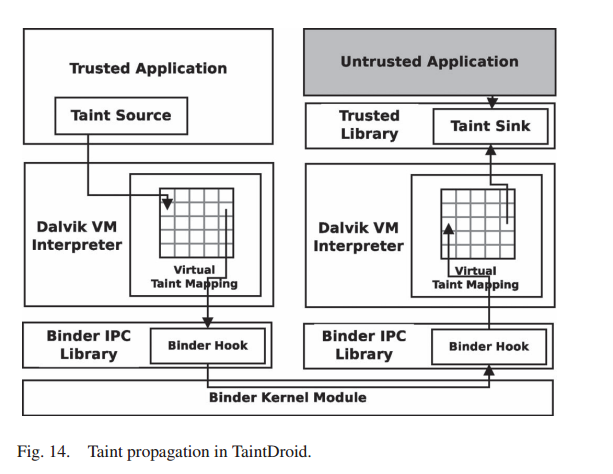 Trusted Application
Taint Source
Dalvik VM
Interpreter
Virtual
Taint Mapping
Binder IPC
Library
Binder Hook
Untrusted Application
Trusted
Library
Taint Sink
Dalvik VM
Interpreter
Virtual
Taint Mapping
Binder IPC
Library
Binder Hook
Binder Kernel Module
Fig. 14. Taint propagation in TaintDroid.